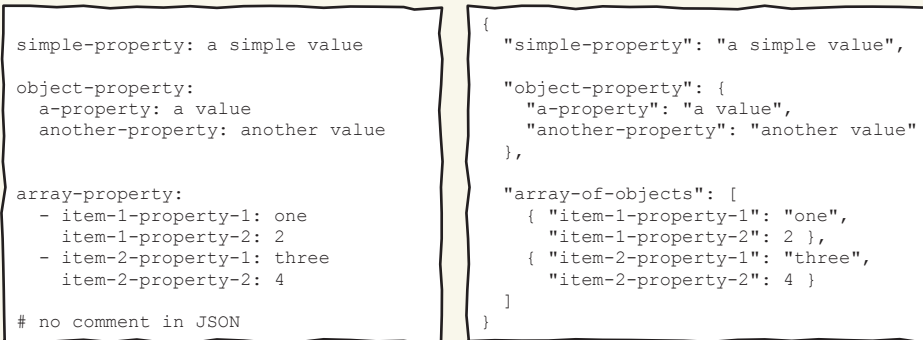 simple-property: a simple value
object-property:
  a-property: a value
  another-property: another value
array-property:
  - item-1-property-1: one
    item-1-property-2: 2
  - item-2-property-1: three
    item-2-property-2: 4
# no comment in JSON
{
  "simple-property": "a simple value",
  "object-property": {
    "a-property": "a value",
    "another-property": "another value"
  },
  "array-of-objects": [
    { "item-1-property-1": "one",
      "item-1-property-2": 2 },
    { "item-2-property-1": "three",
      "item-2-property-2": 4 }
  ]
}